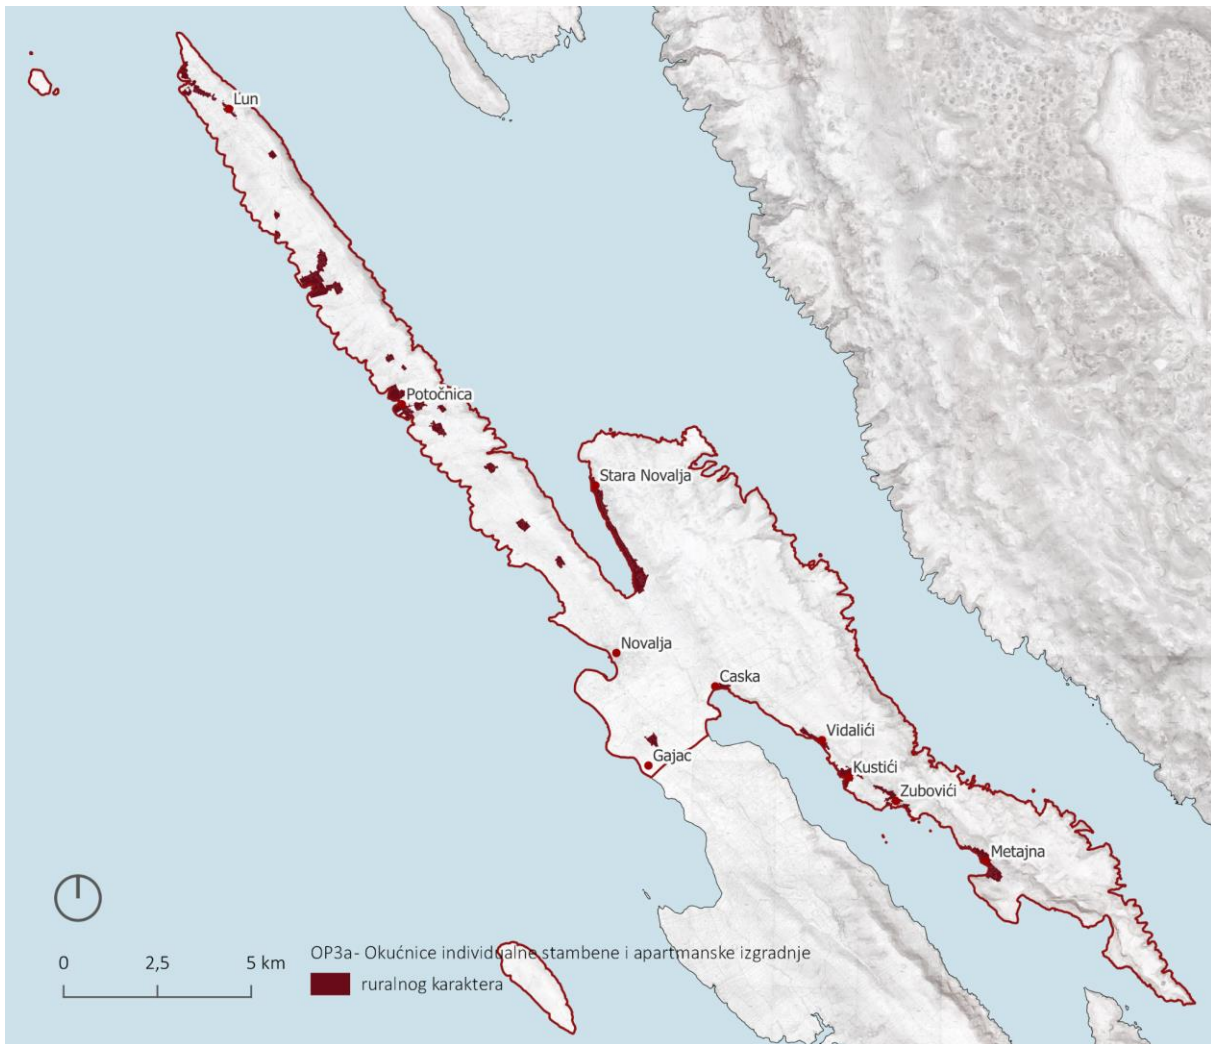 Lun
Potočnica
Stara Novalja
Novalja
Caska
Vidalići
Gajac
Kustići
Zubovići
Metajna
OP3a- Okućnice individualne stambene i apartmanske izgradnje
0 2,5 5 km
ruralnog karaktera